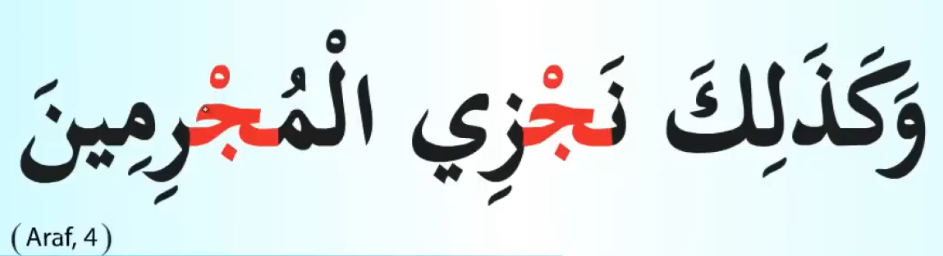 وَكَذَلِكَ نَجْزِي الْمُجْرِمِينَ
( Araf, 4 )